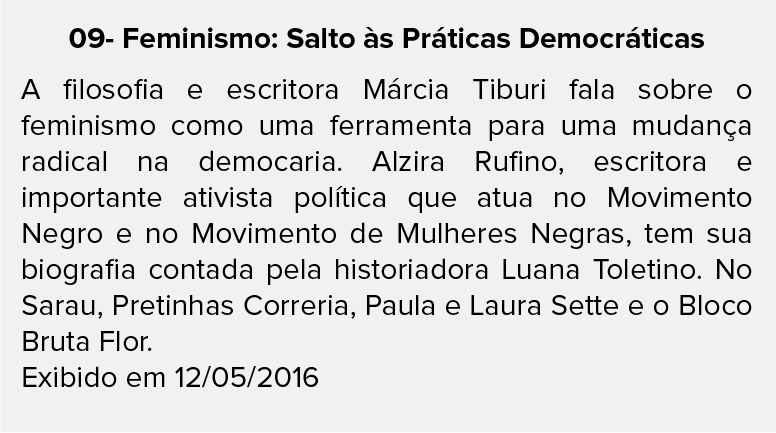 09- Feminismo: Salto às Práticas Democráticas
A filosofia e escritora Márcia Tiburi fala sobre o
feminismo como uma ferramenta para uma mudança
radical na democaria. Alzira Rufino, escritora e
importante ativista política que atua no Movimento
Negro e no Movimento de Mulheres Negras, tem sua
biografia contada pela historiadora Luana Toletino. No
Sarau, Pretinhas Correria, Paula e Laura Sette e o Bloco
Bruta Flor.
Exibido em 12/05/2016